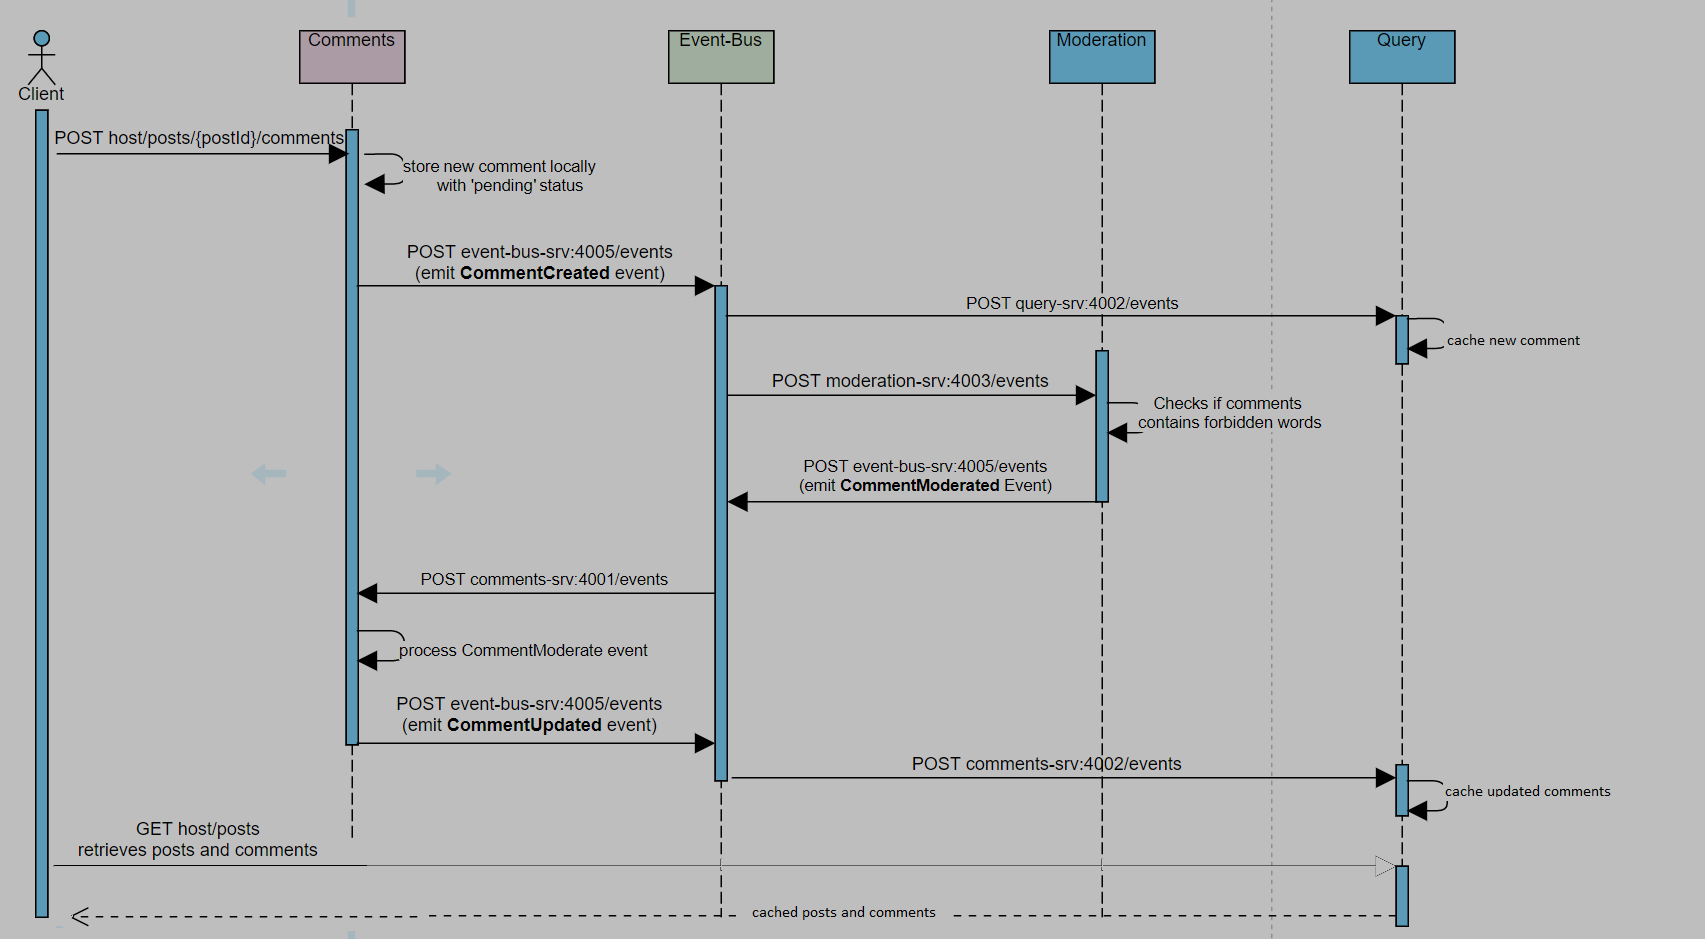 Comments
Event-Bus
Moderation
Query
Client
POST host/posts/{postId}/comments
store new comment locally
with 'pending' status
POST event-bus-srv:4005/events
(emit CommentCreated event)
POST query-srv:4002/events
cache new comment
POST moderation-srv:4003/events
Checks if comments
contains forbidden words
POST event-bus-srv:4005/events
(emit CommentModerated Event)
POST comments-srv:4001/events
process CommentModerate event
POST event-bus-srv:4005/events
(emit CommentUpdated event)
POST comments-srv:4002/events
cache updated comments
GET host/posts
retrieves posts and comments
cached posts and comments